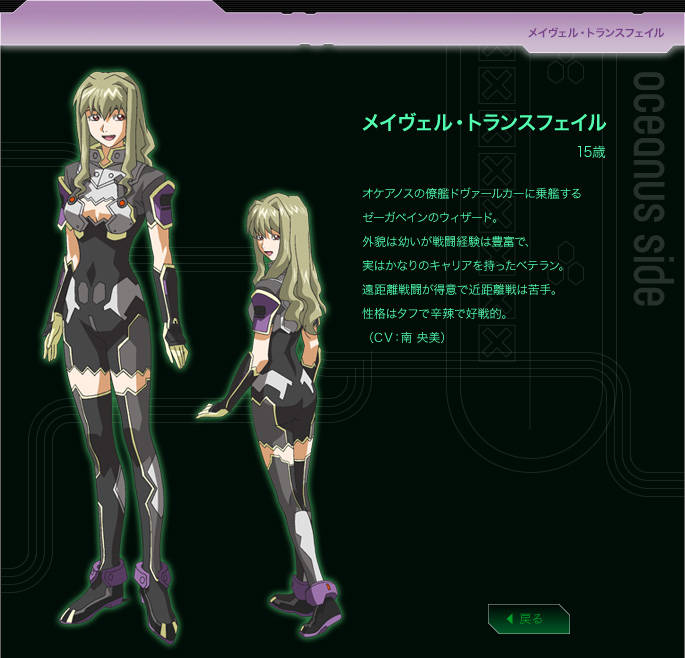 メイヴェル・トランスフェイル
メイヴェル・トランスフェイル
15歳
オケアノスの僚艦ドヴァールカーに乗艦する
ゼーガペインのウィザード。
外貌は幼いが戦闘経験は豊富で、
実はかなりのキャリアを持ったベテラン。
遠距離戦闘が得意で近距離戦は苦手。
性格はタフで辛辣で好戦的。
（CV：南 央美）
oceanus side
戻る